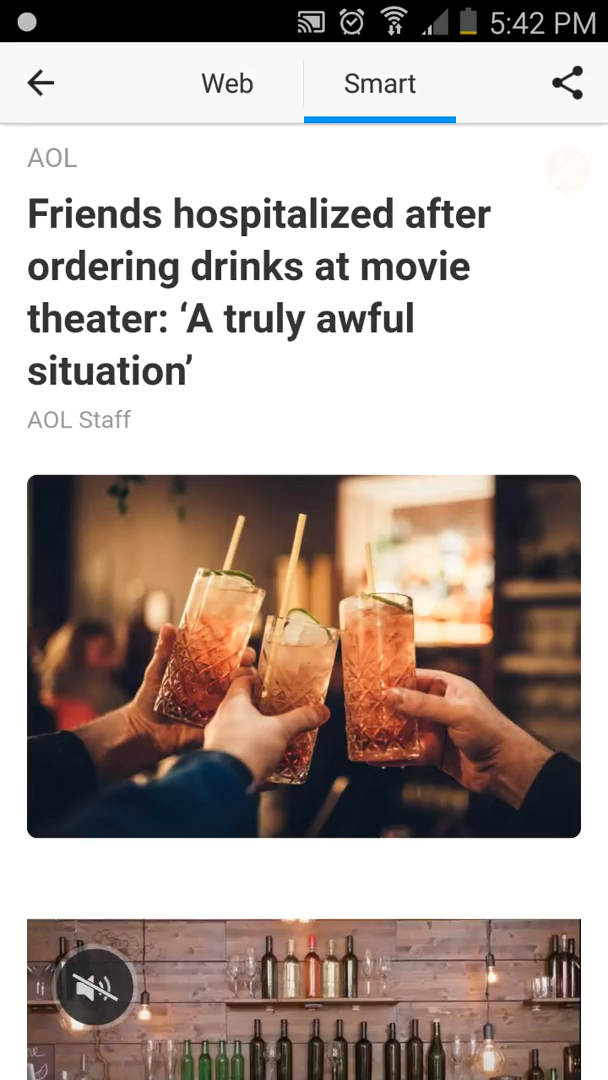 5:42 PM
Web
Smart
AOL
Friends hospitalized after
ordering drinks at movie
theater: ‘A truly awful
situation’
AOL Staff